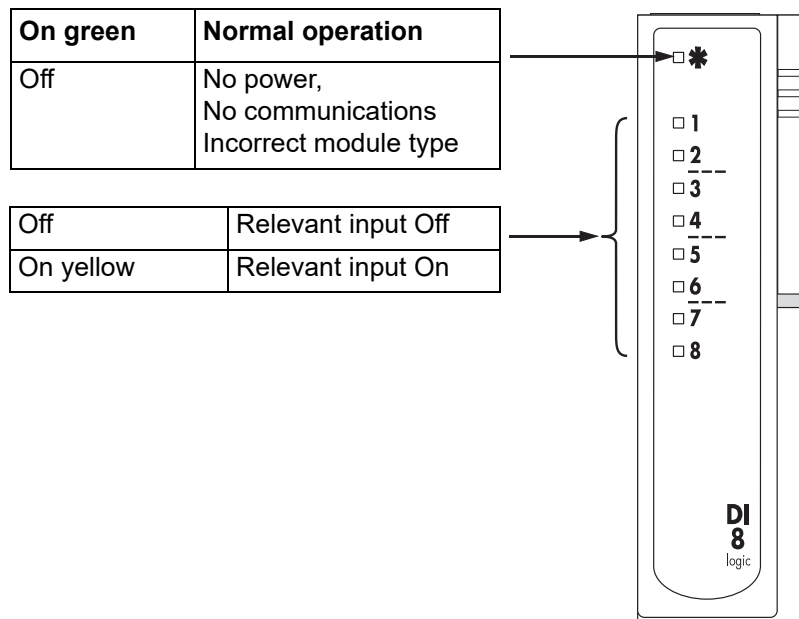 On green Normal operation
Off No power,
No communications
Incorrect module type
Off Relevant input Off
On yellow Relevant input On
✱
1
2
3
4
5
6
7
8
DI
8
logic